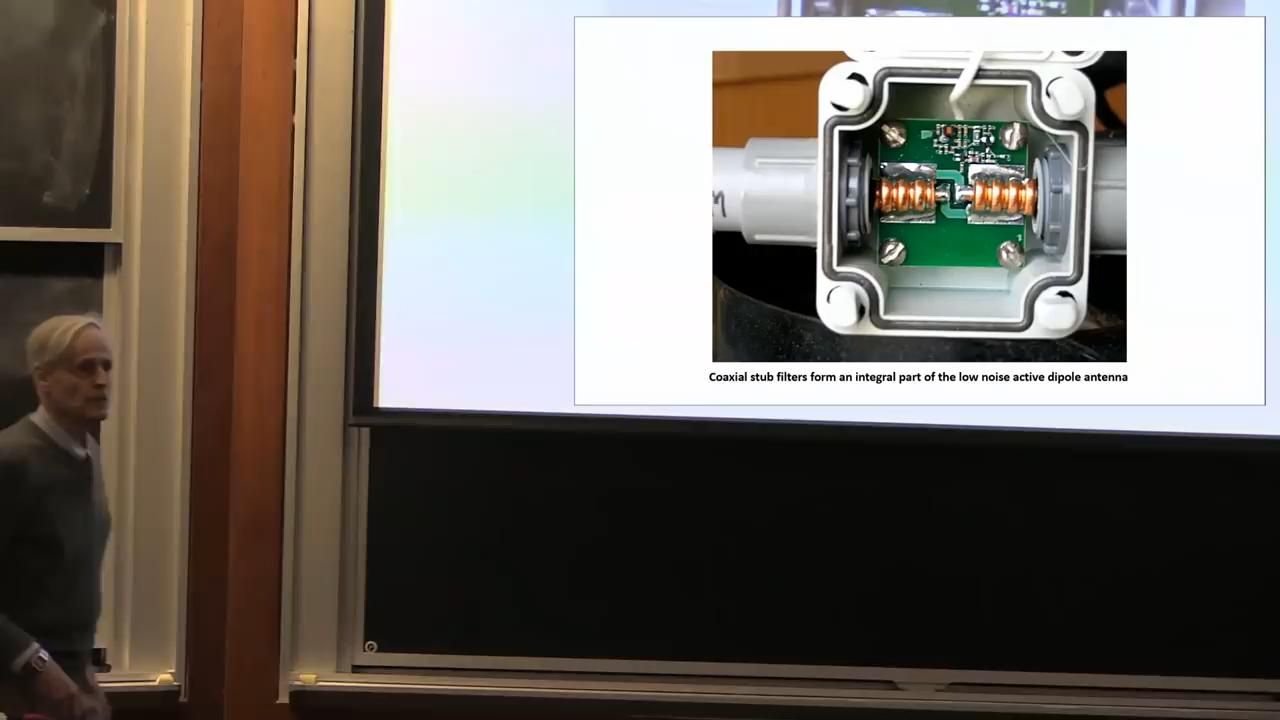 Coaxial stub filters form an integral part of the low noise active dipole antenna